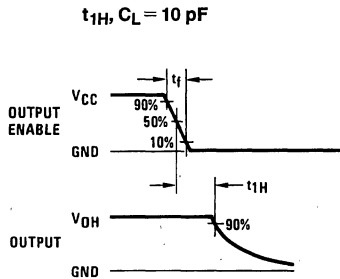 t1H, CL = 10 pF
tf
VCC
90%
OUTPUT
ENABLE
50%
10%
GND
t1H
VOH
90%
OUTPUT
GND